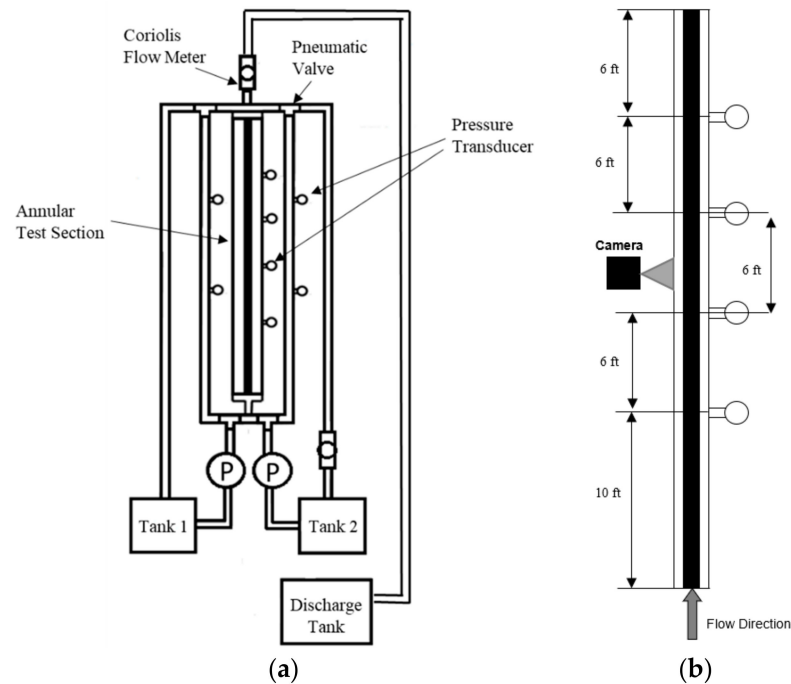 Coriolis
Flow Meter
Pneumatic
Valve
Pressure
Transducer
Annular
Test Section
P
P
Tank 1
Tank 2
Discharge
Tank
(a)
6 ft
6 ft
Camera
6 ft
6 ft
10 ft
Flow Direction
(b)